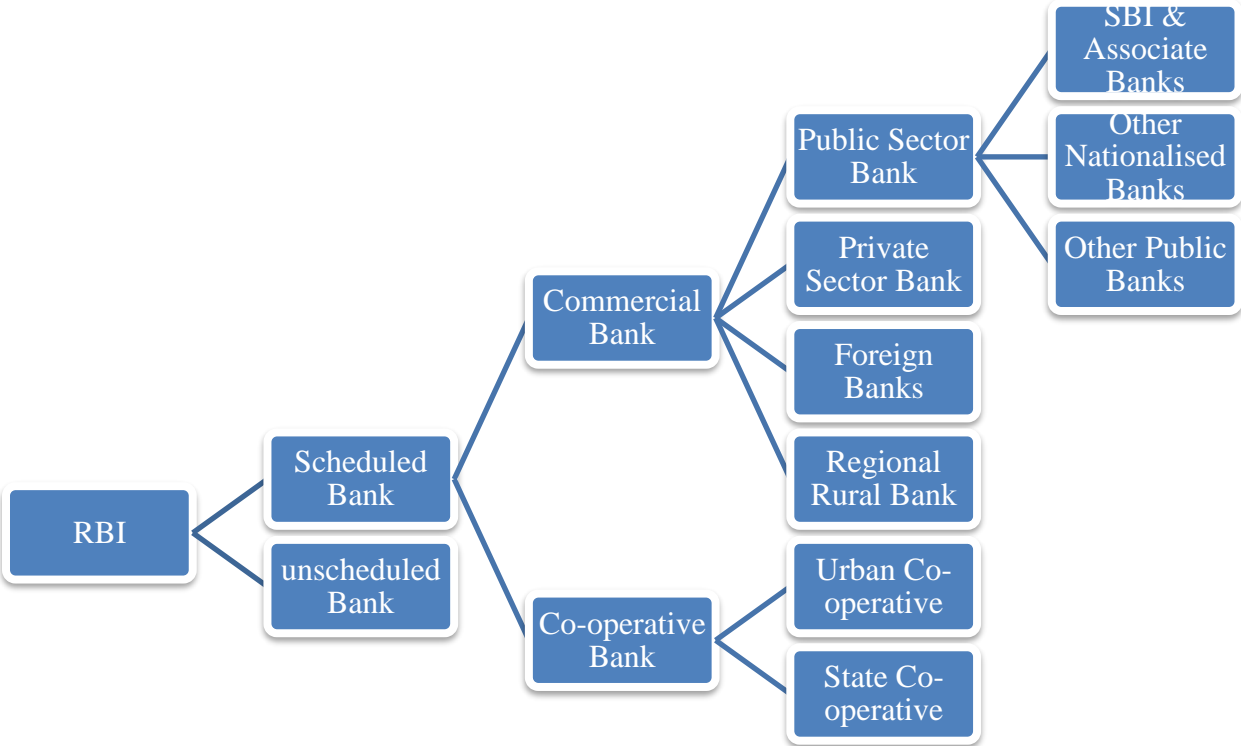 RBI
Scheduled
Bank
unscheduled
Bank
Commercial
Bank
Co-operative
Bank
Public Sector
Bank
Private
Sector Bank
Foreign
Banks
Regional
Rural Bank
Urban Co-
operative
State Co-
operative
SBI &
Associate
Banks
Other
Nationalised
Banks
Other Public
Banks